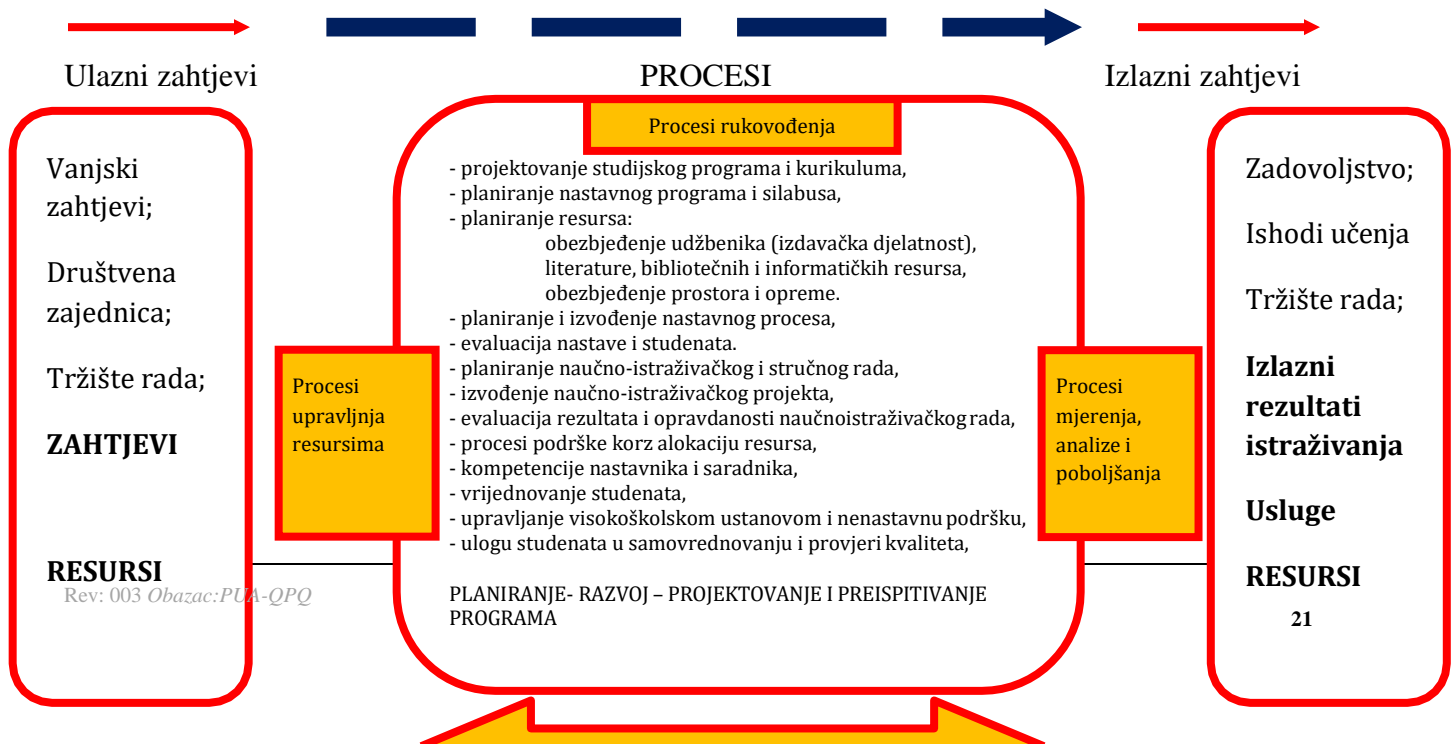 Ulazni zahtjevi
PROCESI
Izlazni zahtjevi
Vanjski
zahtjevi;
Društvena
zajednica;
Tržište rada;
ZAHTJEVI
RESURSI
Rev: 003 Obazac:PUA-QPQ
Procesi
upravljnja
resursima
Procesi rukovođenja
- projektovanje studijskog programa i kurikuluma,
- planiranje nastavnog programa i silabusa,
- planiranje resursa:
obezbjeđenje udžbenika (izdavačka djelatnost),
literature, bibliotečnih i informatičkih resursa,
obezbjeđenje prostora i opreme.
- planiranje i izvođenje nastavnog procesa,
- evaluacija nastave i studenata.
- planiranje naučno-istraživačkog i stručnog rada,
- izvođenje naučno-istraživačkog projekta,
- evaluacija rezultata i opravdanosti naučnoistraživačkog rada,
- procesi podrške korz alokaciju resursa,
- kompetencije nastavnika i saradnika,
- vrijednovanje studenata,
- upravljanje visokoškolskom ustanovom i nenastavnu podršku,
- ulogu studenata u samovrednovanju i provjeri kvaliteta,
PLANIRANJE- RAZVOJ – PROJEKTOVANJE I PREISPITIVANJE
PROGRAMA
Procesi
mjerenja,
analize i
poboljšanja
Zadovoljstvo;
Ishodi učenja
Tržište rada;
Izlazni
rezultati
istraživanja
Usluge
RESURSI
21